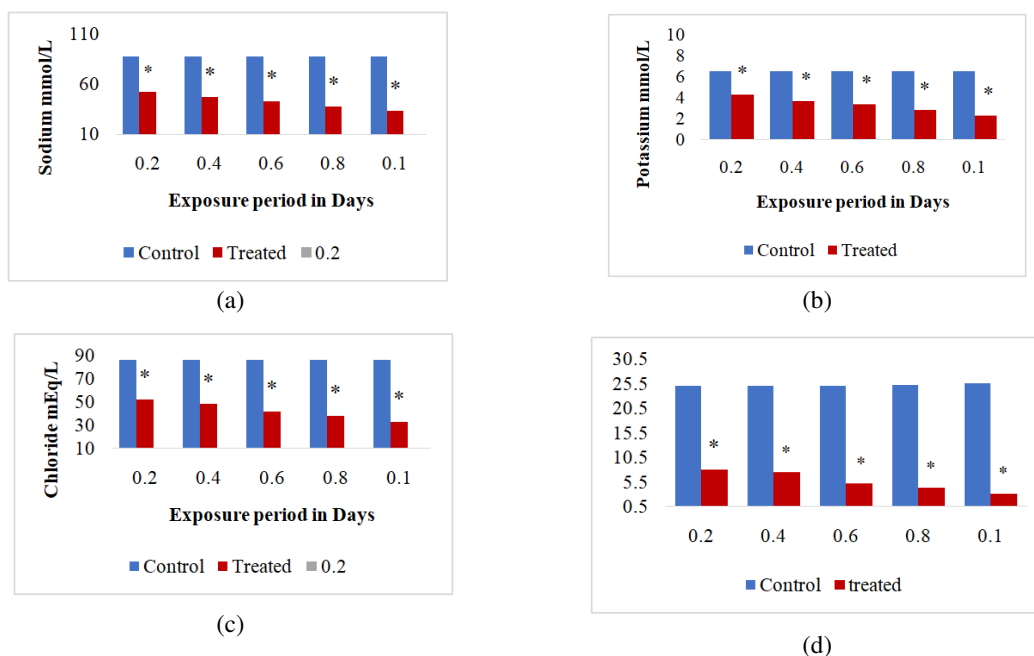 110
60
10
Sodium mmol/L
* * * * *
0.2 0.4 0.6 0.8 0.1
Exposure period in Days
Control Treated 0.2
(a)
10
8
6
4
2
0
Potassium mmol/L
* * * * *
0.2 0.4 0.6 0.8 0.1
Exposure period in Days
Control Treated
(b)
90
70
50
30
10
Chloride mEq/L
* * * * *
0.2 0.4 0.6 0.8 0.1
Exposure period in Days
Control Treated 0.2
(c)
30.5
25.5
20.5
15.5
10.5
5.5
0.5
* * * * *
0.2 0.4 0.6 0.8 0.1
Control treated
(d)